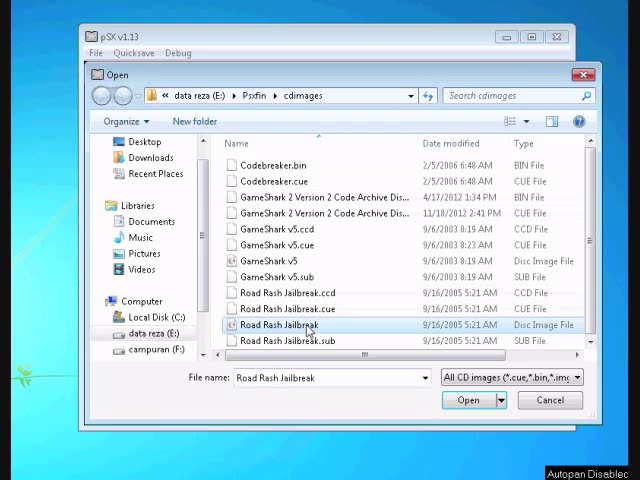 pSX v1.13
File Quicksave Debug
Open
« data reza (E:) ▸ Psxfin ▸ cdimages Search cdimages
Organize New folder
Name Date modified Type
Desktop
Downloads
Recent Places
Libraries
Documents
Music
Pictures
Videos
Computer
Local Disk (C:)
data reza (E:)
campuran (F:)
Codebreaker.bin 2/5/2006 6:48 AM BIN File
Codebreaker.cue 2/5/2006 6:48 AM CUE File
GameShark 2 Version 2 Code Archive Dis... 4/17/2012 1:34 PM BIN File
GameShark 2 Version 2 Code Archive Dis... 11/18/2012 2:41 PM CUE File
GameShark v5.ccd 9/6/2003 8:19 AM CCD File
GameShark v5.cue 9/6/2003 8:23 AM CUE File
GameShark v5 9/6/2003 8:19 AM Disc Image File
GameShark v5.sub 9/6/2003 8:19 AM SUB File
Road Rash Jailbreak.ccd 9/16/2005 5:21 AM CCD File
Road Rash Jailbreak.cue 9/16/2005 5:21 AM CUE File
Road Rash Jailbreak 9/16/2005 5:21 AM Disc Image File
Road Rash Jailbreak.sub 9/16/2005 5:21 AM SUB File
File name: Road Rash Jailbreak All CD images (*.cue,*.bin,*.img
Open Cancel
Autopan Disabled